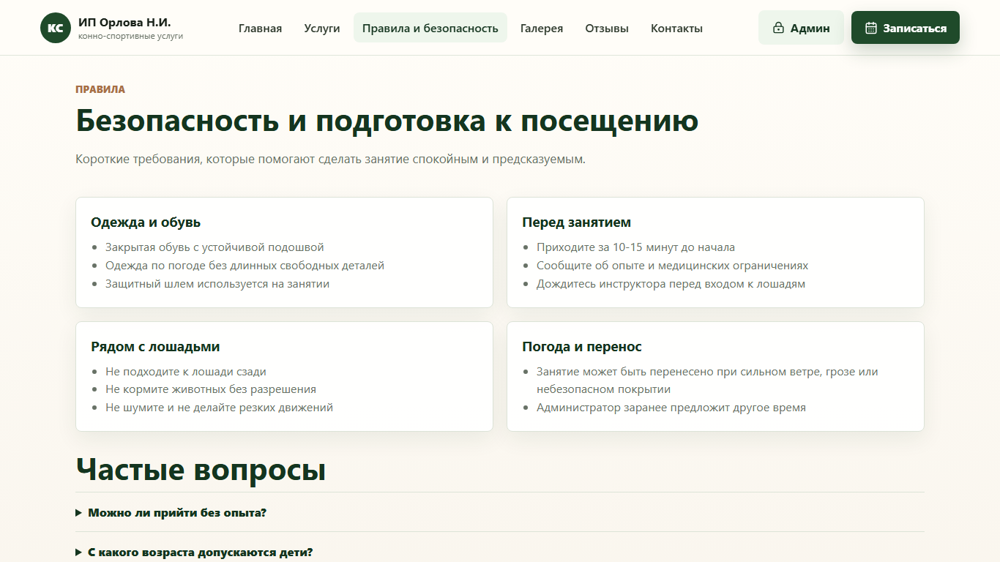 КС
ИП Орлова Н.И.
конно-спортивные услуги
Главная
Услуги
Правила и безопасность
Галерея
Отзывы
Контакты
Админ
Записаться
ПРАВИЛА
Безопасность и подготовка к посещению
Короткие требования, которые помогают сделать занятие спокойным и предсказуемым.
Одежда и обувь
Закрытая обувь с устойчивой подошвой
Одежда по погоде без длинных свободных деталей
Защитный шлем используется на занятии
Перед занятием
Приходите за 10-15 минут до начала
Сообщите об опыте и медицинских ограничениях
Дождитесь инструктора перед входом к лошадям
Рядом с лошадьми
Не подходите к лошади сзади
Не кормите животных без разрешения
Не шумите и не делайте резких движений
Погода и перенос
Занятие может быть перенесено при сильном ветре, грозе или
небезопасном покрытии
Администратор заранее предложит другое время
Частые вопросы
Можно ли прийти без опыта?
С какого возраста допускаются дети?